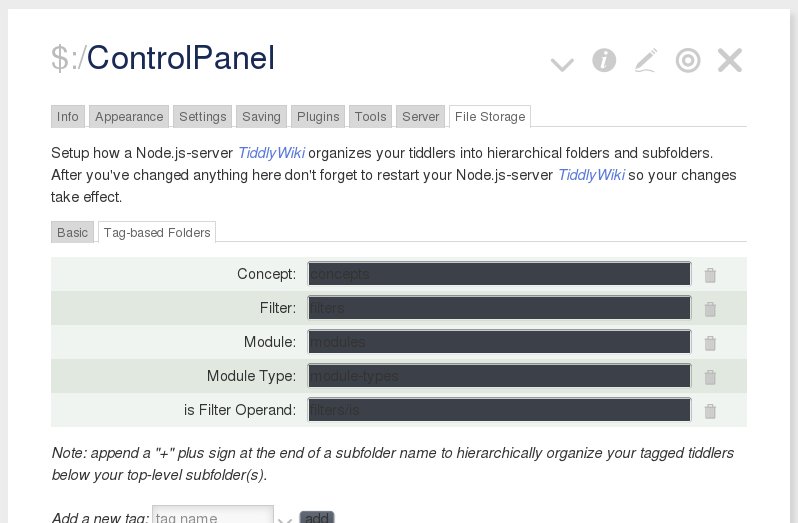 $:/ControlPanel
Info Appearance Settings Saving Plugins Tools Server File Storage
Setup how a Node.js-server TiddlyWiki organizes your tiddlers into hierarchical folders and subfolders.
After you've changed anything here don't forget to restart your Node.js-server TiddlyWiki so your changes
take effect.
Basic Tag-based Folders
Concept: concepts
Filter: filters
Module: modules
Module Type: module-types
is Filter Operand: filters/is
Note: append a "+" plus sign at the end of a subfolder name to hierarchically organize your tagged tiddlers
below your top-level subfolder(s).
Add a new tag: tag name add